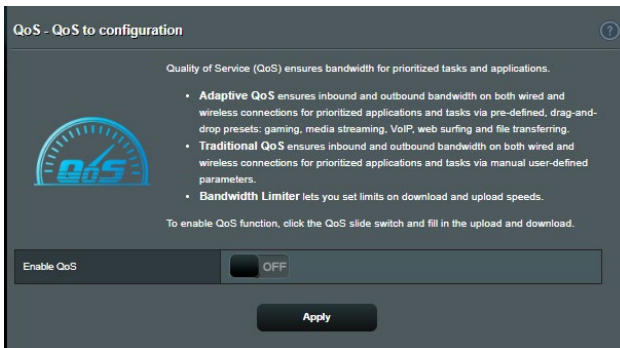 QoS - QoS to configuration
?
Quality of Service (QoS) ensures bandwidth for prioritized tasks and applications.
• Adaptive QoS ensures inbound and outbound bandwidth on both wired and
wireless connections for prioritized applications and tasks via pre-defined, drag-and-
drop presets: gaming, media streaming, VoIP, web surfing and file transferring.
• Traditional QoS ensures inbound and outbound bandwidth on both wired and
wireless connections for prioritized applications and tasks via manual user-defined
parameters.
• Bandwidth Limiter lets you set limits on download and upload speeds.
QoS
To enable QoS function, click the QoS slide switch and fill in the upload and download.
Enable QoS
OFF
Apply